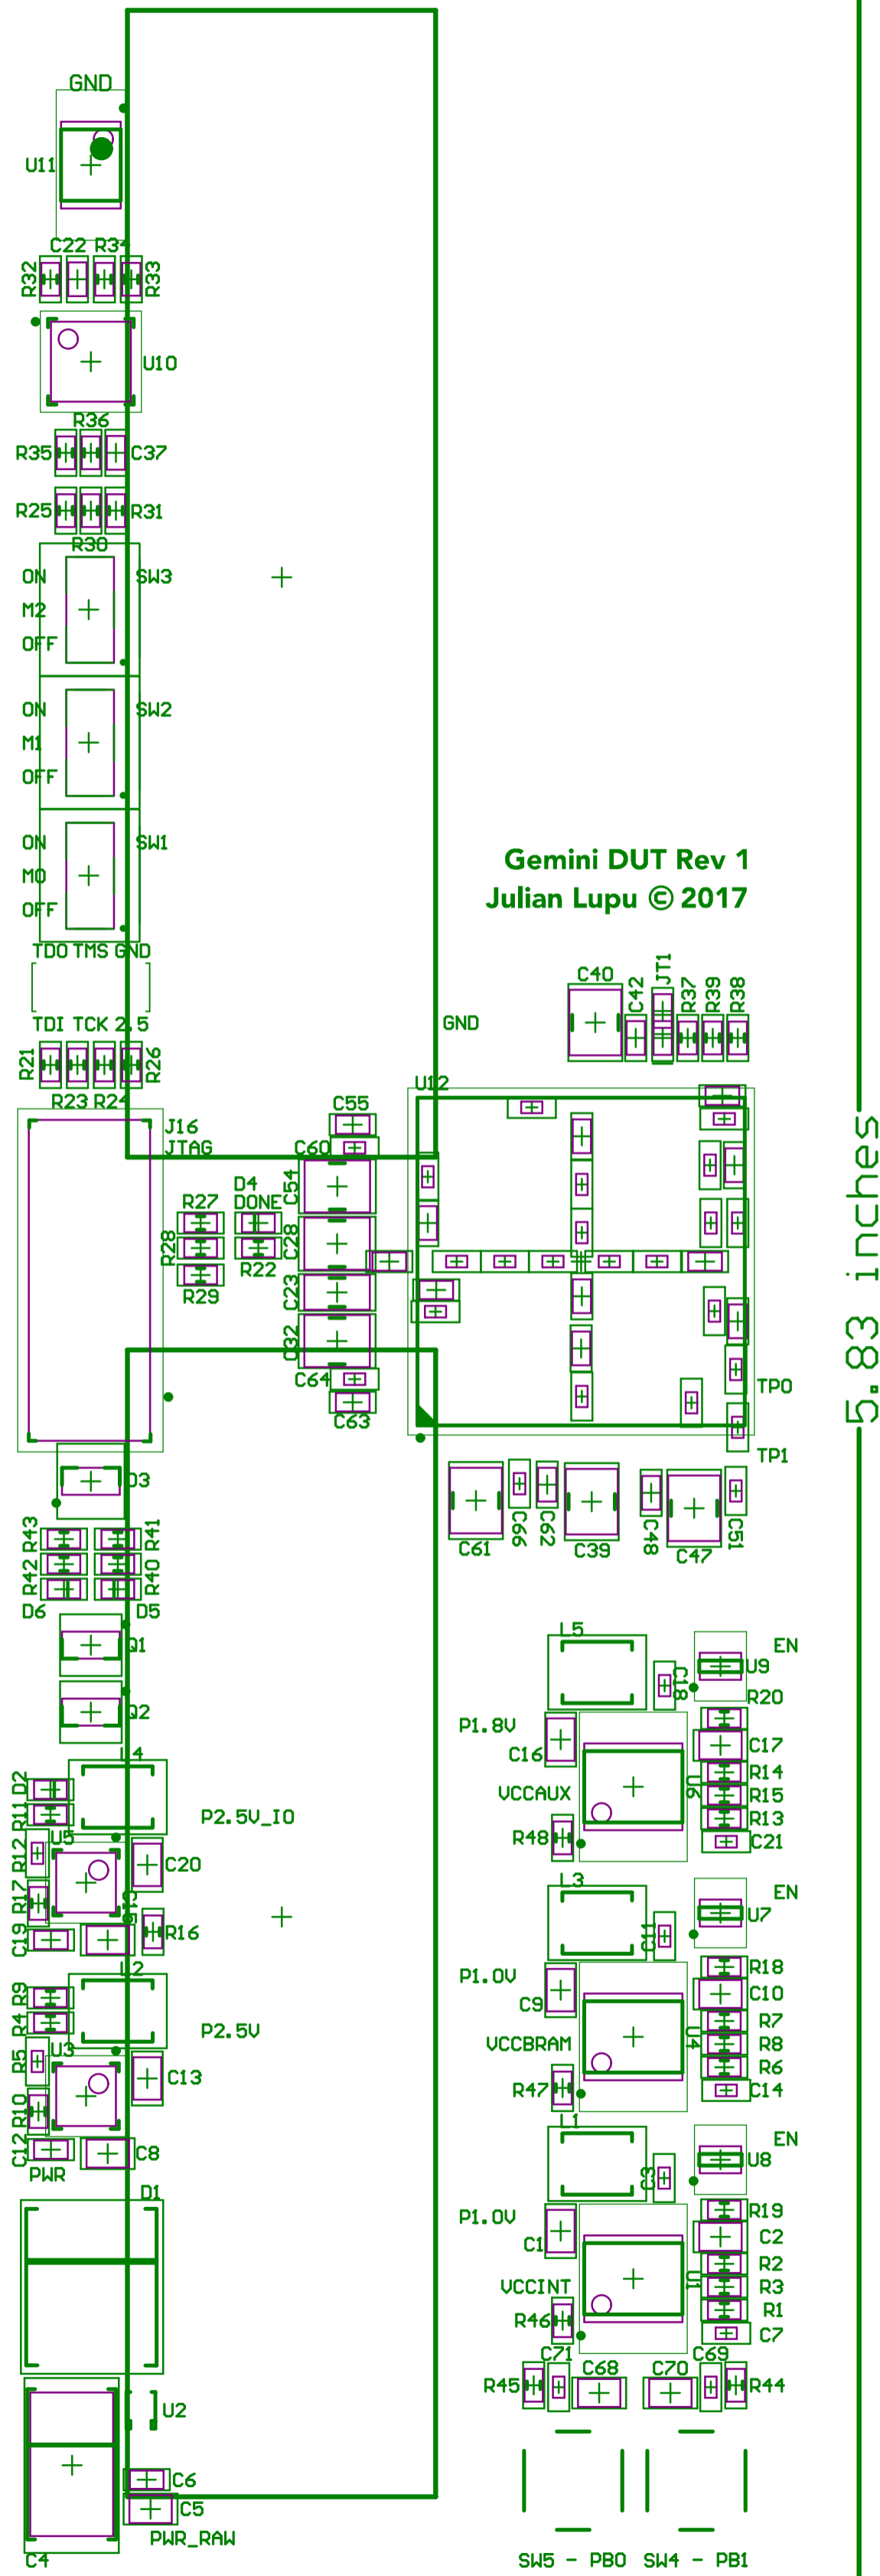 GND
U11
C22 R34
R32
R33
U10
R36
R35
C37
R25
R31
R30
ON
SW3
M2
OFF
ON
SW2
M1
OFF
ON
SW1
M0
OFF
Gemini DUT Rev 1
Julian Lupu © 2017
TDO TMS GND
TDI TCK 2.5
R21
R26
R23 R24
GND
C40
C42
JT1
R37
R39
R38
U12
J16
JTAG
C55
C60
C54
D4
DONE
R27
R28
R22
R29
C28
C23
C32
C64
C63
5.83 inches
TP0
TP1
D3
C61
C66
C62
C39
C48
C47
C51
R43
R41
R42
R40
D6
D5
Q1
Q2
L5
C18
EN
U9
R20
P1.8V
C16
C17
VCCAUX
U6
R14
R15
R13
R48
C21
L4
D2
R11
P2.5V_IO
U5
R12
C20
R17
C15
C19
R16
L3
C11
EN
U7
P1.0V
C9
R18
C10
VCCBRAM
U4
R7
R8
R6
R47
C14
L2
R9
R4
P2.5V
U3
R5
C13
R10
C12
C8
PWR
L1
C3
EN
U8
P1.0V
C1
R19
C2
VCCINT
U1
R2
R3
R1
R46
C7
D1
C71
C68
C70
C69
R45
R44
U2
C6
C5
PWR_RAW
C4
SW5 - PB0
SW4 - PB1